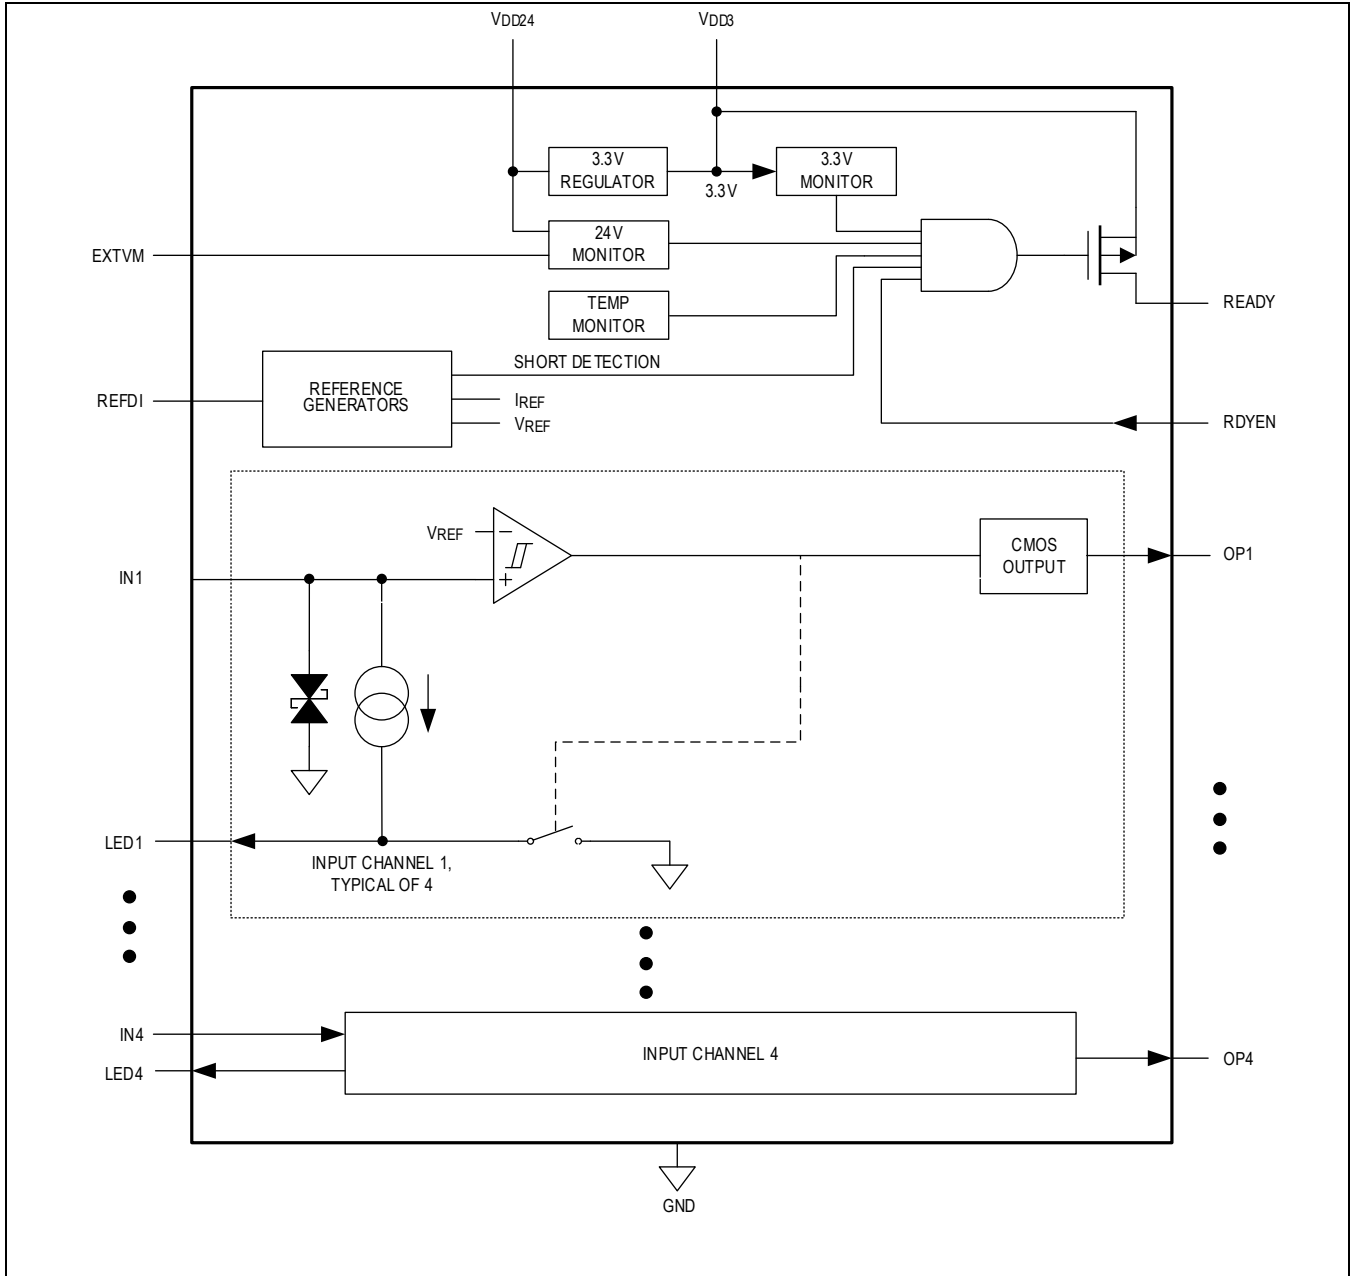 VDD24
VDD3
3.3V
REGULATOR
3.3V
3.3V
MONITOR
24V
MONITOR
EXTVM
TEMP
MONITOR
READY
SHORT DETECTION
REFERENCE
GENERATORS
REFDI
IREF
VREF
RDYEN
VREF
−
+
IN1
CMOS
OUTPUT
OP1
LED1
INPUT CHANNEL 1,
TYPICAL OF 4
IN4
LED4
INPUT CHANNEL 4
OP4
GND